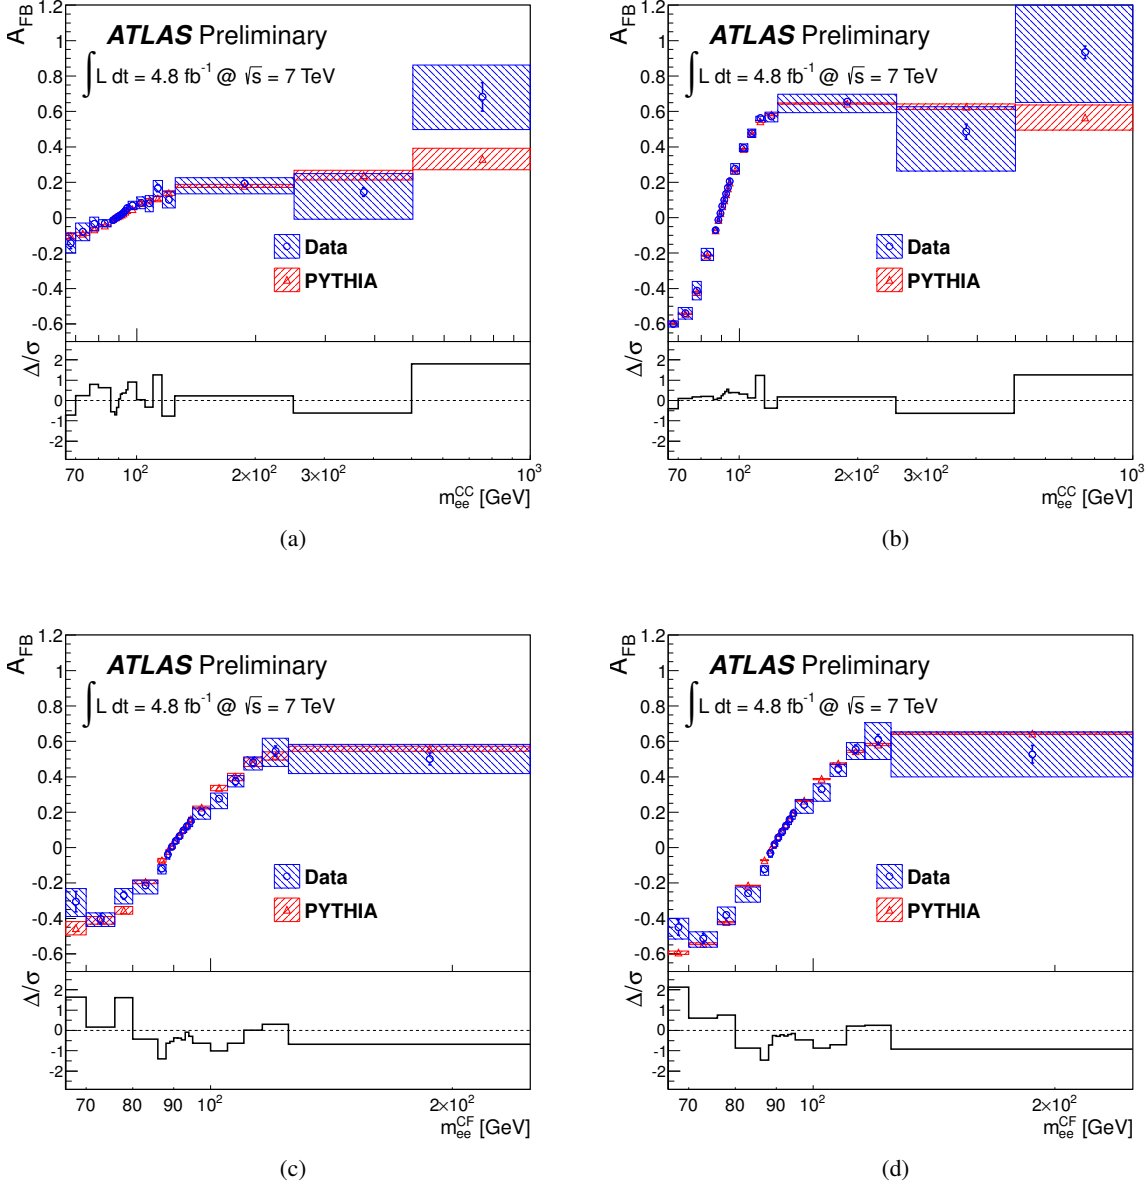 A_FB
1.2
1
0.8
0.6
0.4
0.2
0
-0.2
-0.4
-0.6
ATLAS Preliminary
∫ L dt = 4.8 fb⁻¹ @ √s = 7 TeV
Data
PYTHIA
Δ/σ
2
1
0
-1
-2
70 10² 2×10² 3×10² 10³
m_ee^CC [GeV]
(a)
A_FB
1.2
1
0.8
0.6
0.4
0.2
0
-0.2
-0.4
-0.6
ATLAS Preliminary
∫ L dt = 4.8 fb⁻¹ @ √s = 7 TeV
Data
PYTHIA
Δ/σ
2
1
0
-1
-2
70 10² 2×10² 3×10² 10³
m_ee^CC [GeV]
(b)
A_FB
1.2
1
0.8
0.6
0.4
0.2
0
-0.2
-0.4
-0.6
ATLAS Preliminary
∫ L dt = 4.8 fb⁻¹ @ √s = 7 TeV
Data
PYTHIA
Δ/σ
2
1
0
-1
-2
70 80 90 10² 2×10²
m_ee^CF [GeV]
(c)
A_FB
1.2
1
0.8
0.6
0.4
0.2
0
-0.2
-0.4
-0.6
ATLAS Preliminary
∫ L dt = 4.8 fb⁻¹ @ √s = 7 TeV
Data
PYTHIA
Δ/σ
2
1
0
-1
-2
70 80 90 10² 2×10²
m_ee^CF [GeV]
(d)